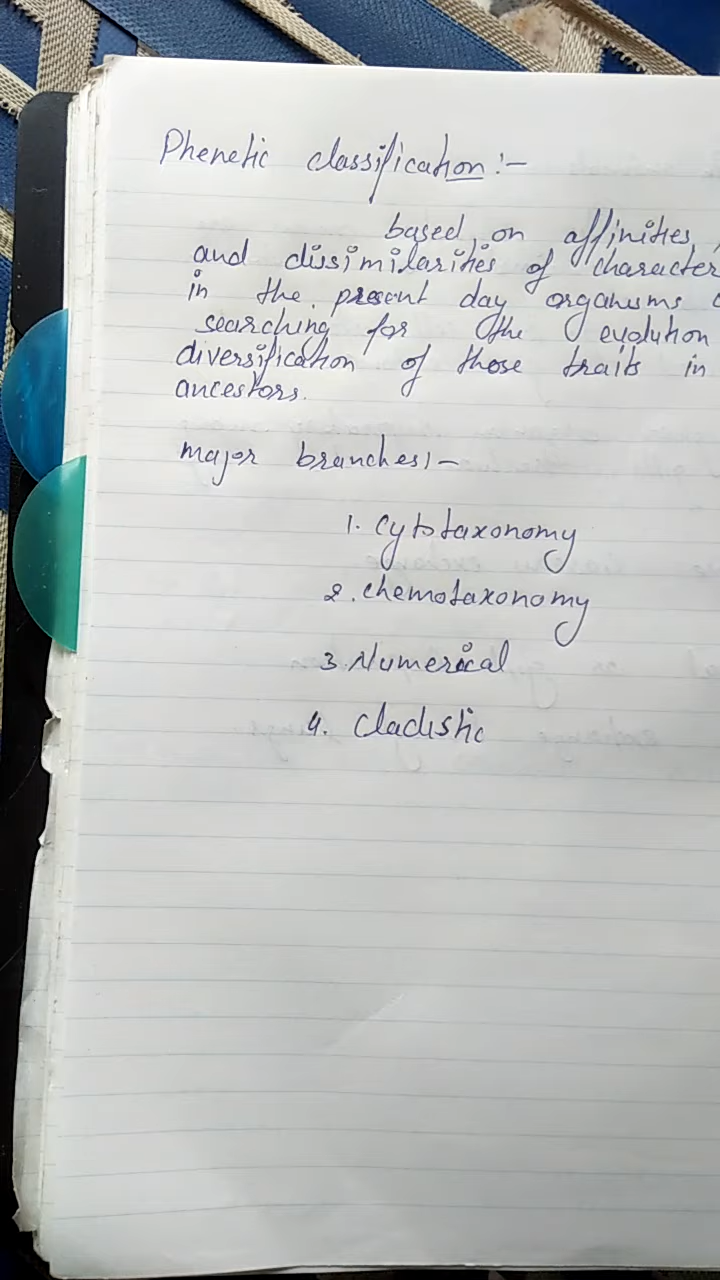 Phenetic classification :-
based on affinities,
and dissimilarities of character
in the present day organisms
searching for the evolution
diversification of those traits in
ancestors.
major branches :-
1. Cytotaxonomy
2. chemotaxonomy
3. Numerical
4. Cladistic